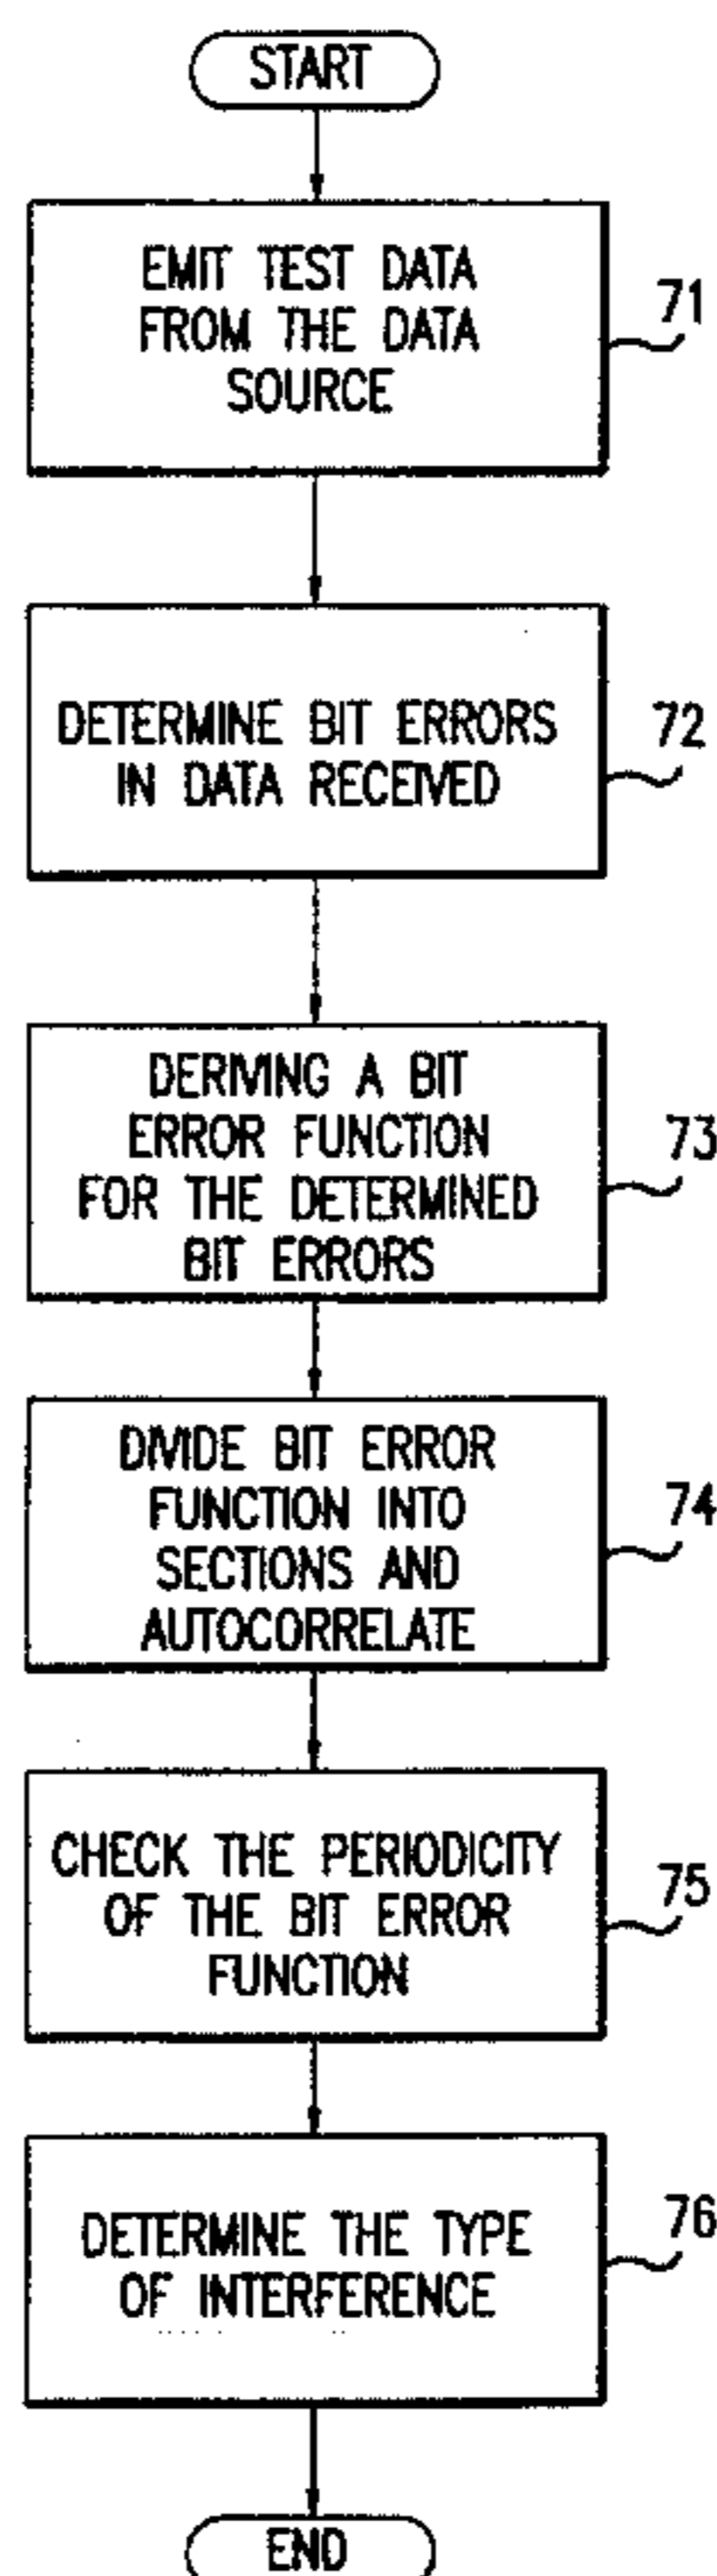 START
EMIT TEST DATA
FROM THE DATA
SOURCE
71
DETERMINE BIT ERRORS
IN DATA RECEIVED
72
DERIVING A BIT
ERROR FUNCTION
FOR THE DETERMINED
BIT ERRORS
73
DIVIDE BIT ERROR
FUNCTION INTO
SECTIONS AND
AUTOCORRELATE
74
CHECK THE PERIODICITY
OF THE BIT ERROR
FUNCTION
75
DETERMINE THE TYPE
OF INTERFERENCE
76
END